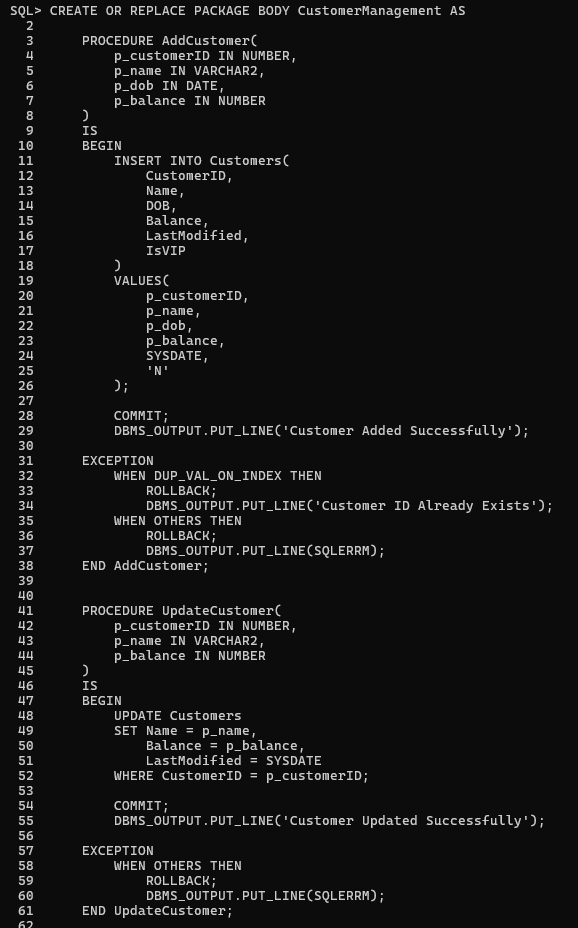 SQL> CREATE OR REPLACE PACKAGE BODY CustomerManagement AS
  2
  3      PROCEDURE AddCustomer(
  4          p_customerID IN NUMBER,
  5          p_name IN VARCHAR2,
  6          p_dob IN DATE,
  7          p_balance IN NUMBER
  8      )
  9      IS
 10      BEGIN
 11          INSERT INTO Customers(
 12              CustomerID,
 13              Name,
 14              DOB,
 15              Balance,
 16              LastModified,
 17              IsVIP
 18          )
 19          VALUES(
 20              p_customerID,
 21              p_name,
 22              p_dob,
 23              p_balance,
 24              SYSDATE,
 25              'N'
 26          );
 27
 28          COMMIT;
 29          DBMS_OUTPUT.PUT_LINE('Customer Added Successfully');
 30
 31      EXCEPTION
 32          WHEN DUP_VAL_ON_INDEX THEN
 33              ROLLBACK;
 34              DBMS_OUTPUT.PUT_LINE('Customer ID Already Exists');
 35          WHEN OTHERS THEN
 36              ROLLBACK;
 37              DBMS_OUTPUT.PUT_LINE(SQLERRM);
 38      END AddCustomer;
 39
 40
 41      PROCEDURE UpdateCustomer(
 42          p_customerID IN NUMBER,
 43          p_name IN VARCHAR2,
 44          p_balance IN NUMBER
 45      )
 46      IS
 47      BEGIN
 48          UPDATE Customers
 49          SET Name = p_name,
 50              Balance = p_balance,
 51              LastModified = SYSDATE
 52          WHERE CustomerID = p_customerID;
 53
 54          COMMIT;
 55          DBMS_OUTPUT.PUT_LINE('Customer Updated Successfully');
 56
 57      EXCEPTION
 58          WHEN OTHERS THEN
 59              ROLLBACK;
 60              DBMS_OUTPUT.PUT_LINE(SQLERRM);
 61      END UpdateCustomer;
 62